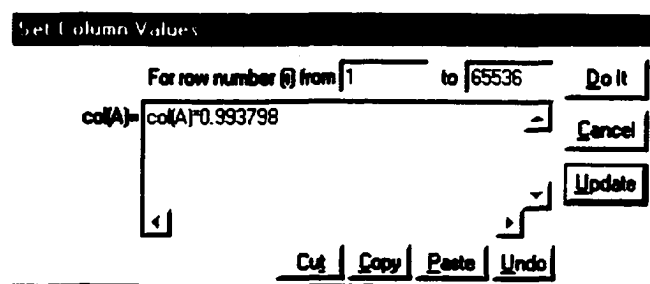 Set Column Values
For row number (i) from 1 to 65536 Do It
col(A)= col(A)*0.993798
Cancel
Update
Cut Copy Paste Undo